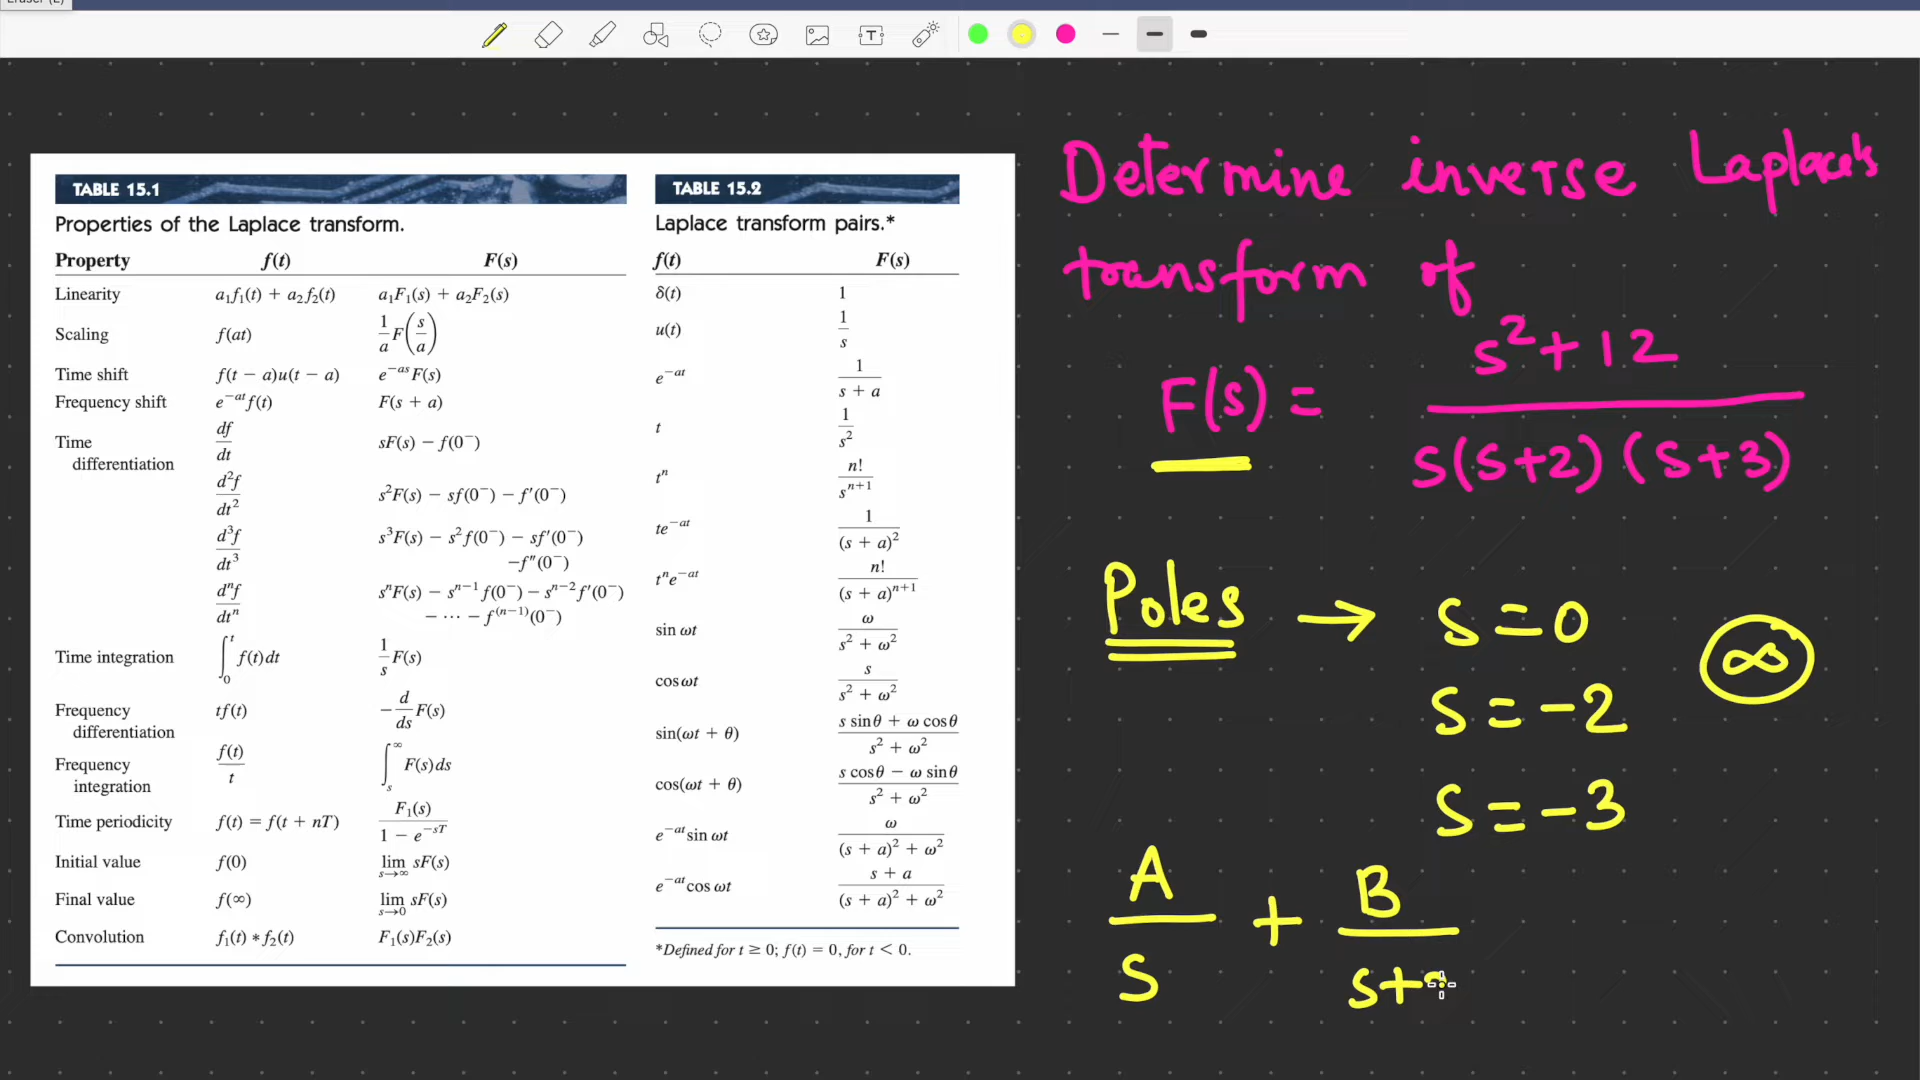 Eraser (E)
TABLE 15.1
Properties of the Laplace transform.
Property f(t) F(s)
Linearity a₁f₁(t) + a₂f₂(t) a₁F₁(s) + a₂F₂(s)
Scaling f(at) 1/a F(s/a)
Time shift f(t − a)u(t − a) e^−as F(s)
Frequency shift e^−at f(t) F(s + a)
Time differentiation df/dt sF(s) − f(0⁻)
d²f/dt² s²F(s) − sf(0⁻) − f′(0⁻)
d³f/dt³ s³F(s) − s²f(0⁻) − sf′(0⁻)
−f″(0⁻)
dⁿf/dtⁿ sⁿF(s) − s^n−1 f(0⁻) − s^n−2 f′(0⁻)
− ··· − f^(n−1)(0⁻)
Time integration ∫₀ᵗ f(t)dt 1/s F(s)
Frequency differentiation tf(t) −d/ds F(s)
Frequency integration f(t)/t ∫ₛ^∞ F(s)ds
Time periodicity f(t) = f(t + nT) F₁(s)/1 − e^−sT
Initial value f(0) lim s→∞ sF(s)
Final value f(∞) lim s→0 sF(s)
Convolution f₁(t) * f₂(t) F₁(s)F₂(s)
TABLE 15.2
Laplace transform pairs.*
f(t) F(s)
δ(t) 1
u(t) 1/s
e^−at 1/s + a
t 1/s²
tⁿ n!/s^n+1
te^−at 1/(s + a)²
tⁿe^−at n!/(s + a)^n+1
sin ωt ω/s² + ω²
cos ωt s/s² + ω²
sin(ωt + θ) s sin θ + ω cos θ/s² + ω²
cos(ωt + θ) s cos θ − ω sin θ/s² + ω²
e^−at sin ωt ω/(s + a)² + ω²
e^−at cos ωt s + a/(s + a)² + ω²
*Defined for t ≥ 0; f(t) = 0, for t < 0.
Determine inverse Laplace's
transform of
F(s) = s²+12/s(s+2)(s+3)
Poles → s = 0
∞
s = -2
s = -3
A/s + B/s+